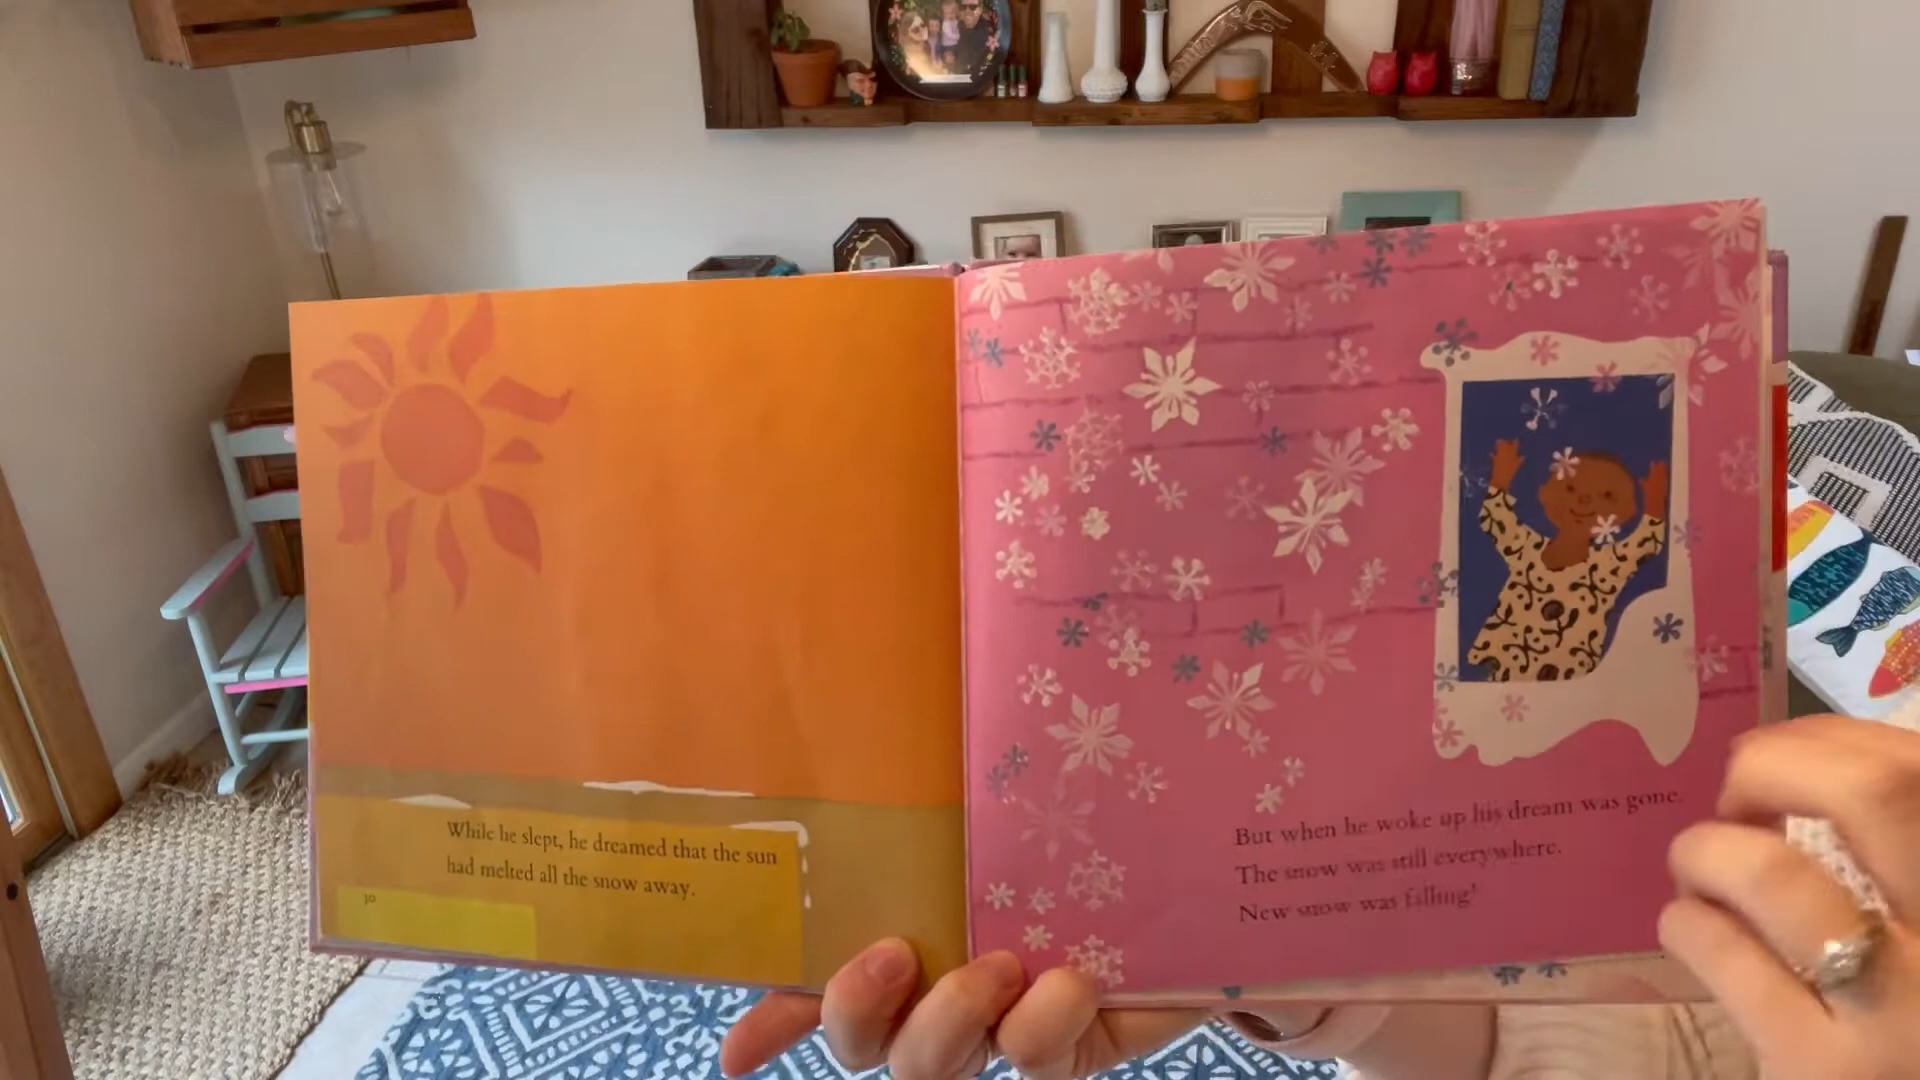 While he slept, he dreamed that the sun
had melted all the snow away.
30
But when he woke up his dream was gone.
The snow was still everywhere.
New snow was falling!